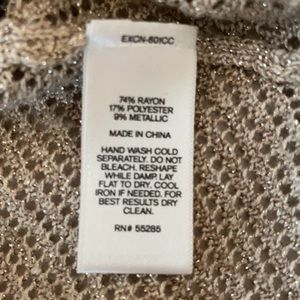 EXCN-601CC
74% RAYON
17% POLYESTER
9% METALLIC
MADE IN CHINA
HAND WASH COLD
SEPARATELY. DO NOT
BLEACH. RESHAPE
WHILE DAMP. LAY
FLAT TO DRY. COOL
IRON IF NEEDED. FOR
BEST RESULTS DRY
CLEAN.
RN# 55285